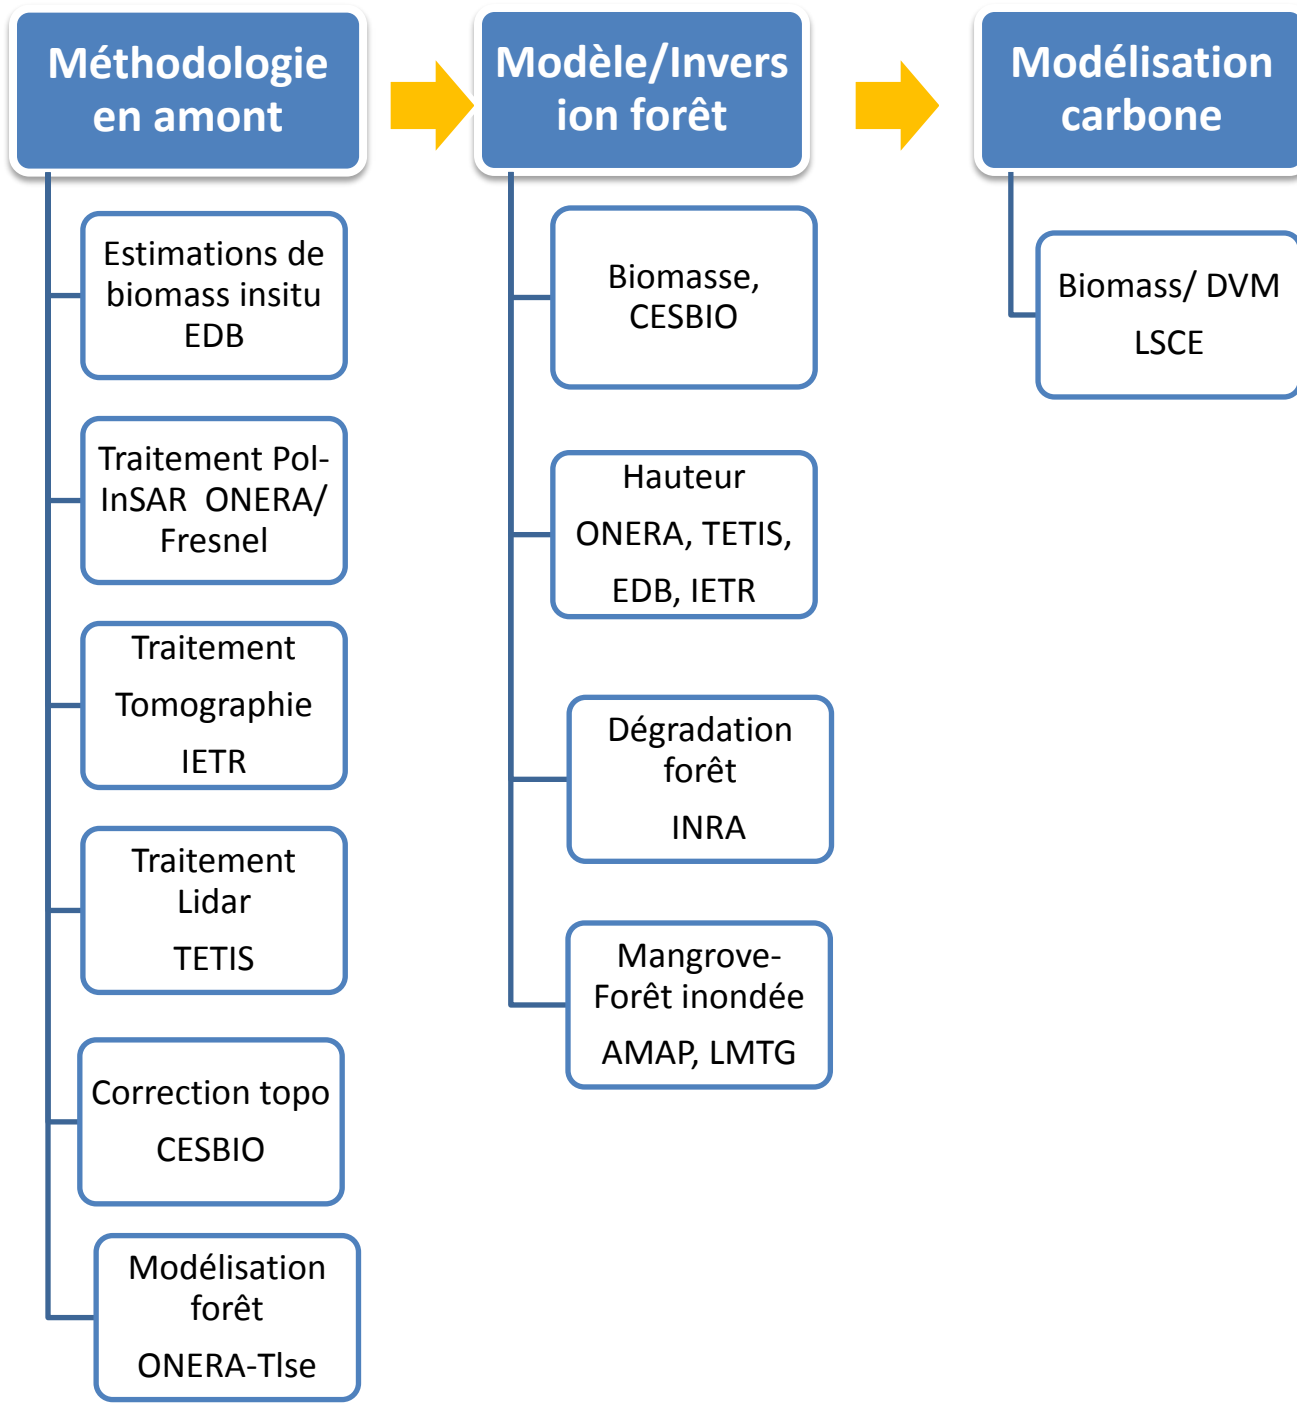 Méthodologie
en amont
Estimations de
biomass insitu
EDB
Traitement Pol-
InSAR ONERA/
Fresnel
Traitement
Tomographie
IETR
Traitement
Lidar
TETIS
Correction topo
CESBIO
Modélisation
forêt
ONERA-Tlse
Modèle/Invers
ion forêt
Biomasse,
CESBIO
Hauteur
ONERA, TETIS,
EDB, IETR
Dégradation
forêt
INRA
Mangrove-
Forêt inondée
AMAP, LMTG
Modélisation
carbone
Biomass/ DVM
LSCE